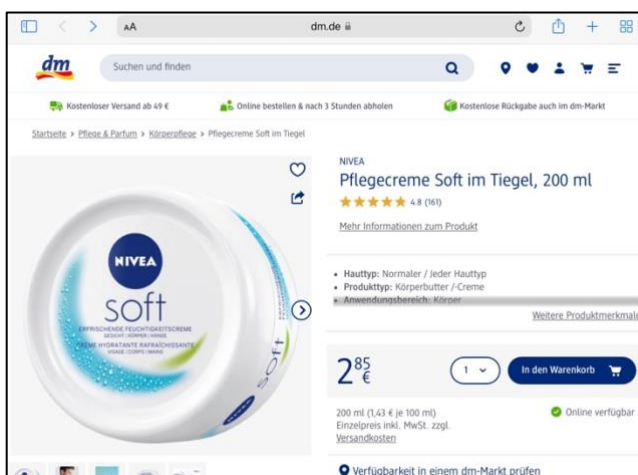 AA
dm.de
dm
Suchen und finden
Kostenloser Versand ab 49 €
Online bestellen & nach 3 Stunden abholen
Kostenlose Rückgabe auch im dm-Markt
Startseite > Pflege & Parfum > Körperpflege > Pflegecreme Soft im Tiegel
NIVEA
Pflegecreme Soft im Tiegel, 200 ml
4.8 (161)
Mehr Informationen zum Produkt
• Hauttyp: Normaler / Jeder Hauttyp
• Produkttyp: Körperbutter /-Creme
• Anwendungsbereich: Körper
Weitere Produktmerkmale
NIVEA
soft
ERFRISCHENDE FEUCHTIGKEITSCREME
GESICHT | KÖRPER | HÄNDE
CRÈME HYDRATANTE RAFRAÎCHISSANTE
VISAGE | CORPS | MAINS
soft
2 85 €
1
In den Warenkorb
200 ml (1,43 € je 100 ml)
Einzelpreis inkl. MwSt. zzgl.
Versandkosten
Online verfügbar
Verfügbarkeit in einem dm-Markt prüfen